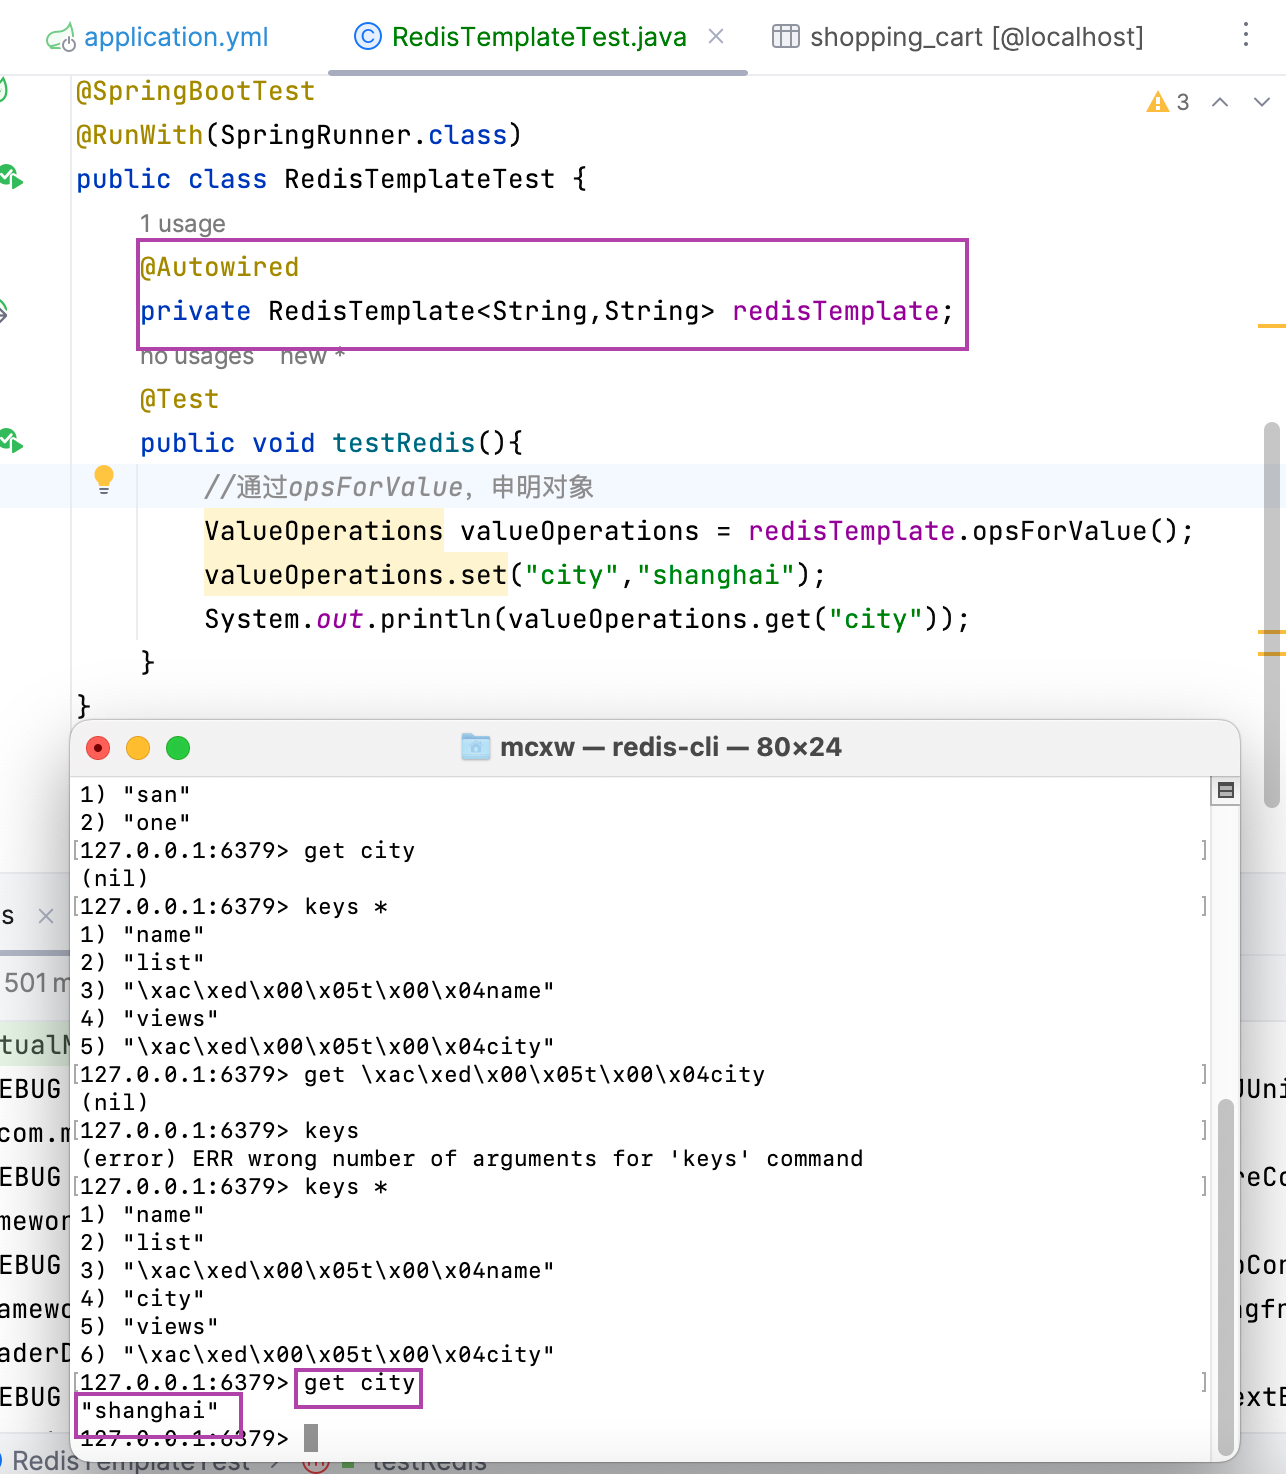 application.yml
RedisTemplateTest.java
shopping_cart [@localhost]
@SpringBootTest
3
@RunWith(SpringRunner.class)
public class RedisTemplateTest {
1 usage
@Autowired
private RedisTemplate<String,String> redisTemplate;
no usages new *
@Test
public void testRedis(){
//通过opsForValue，申明对象
ValueOperations valueOperations = redisTemplate.opsForValue();
valueOperations.set("city","shanghai");
System.out.println(valueOperations.get("city"));
}
}
mcxw — redis-cli — 80×24
1) "san"
2) "one"
127.0.0.1:6379> get city
(nil)
127.0.0.1:6379> keys *
1) "name"
2) "list"
3) "\xac\xed\x00\x05t\x00\x04name"
4) "views"
5) "\xac\xed\x00\x05t\x00\x04city"
127.0.0.1:6379> get \xac\xed\x00\x05t\x00\x04city
(nil)
127.0.0.1:6379> keys
(error) ERR wrong number of arguments for 'keys' command
127.0.0.1:6379> keys *
1) "name"
2) "list"
3) "\xac\xed\x00\x05t\x00\x04name"
4) "city"
5) "views"
6) "\xac\xed\x00\x05t\x00\x04city"
127.0.0.1:6379> get city
"shanghai"
127.0.0.1:6379>
s
501 m
tualM
EBUG
com.m
EBUG
mewor
EBUG
amewo
aderD
EBUG
JUni
reCo
oCon
ngfr
extB
RedisTemplateTest
testRedis